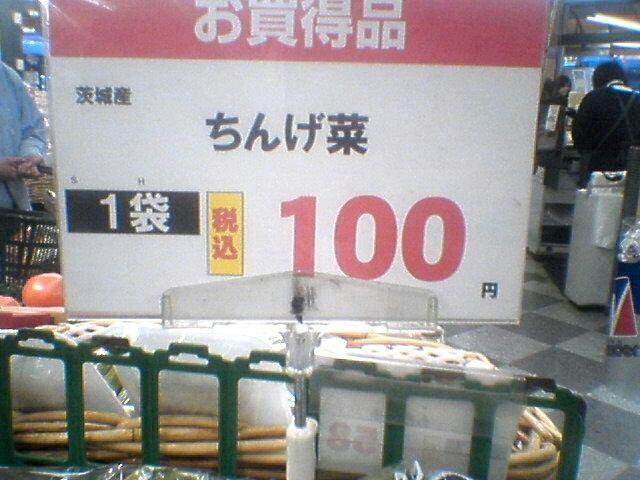 お買得品
茨城産
ちんげ菜
S H
1袋
税込
100
円